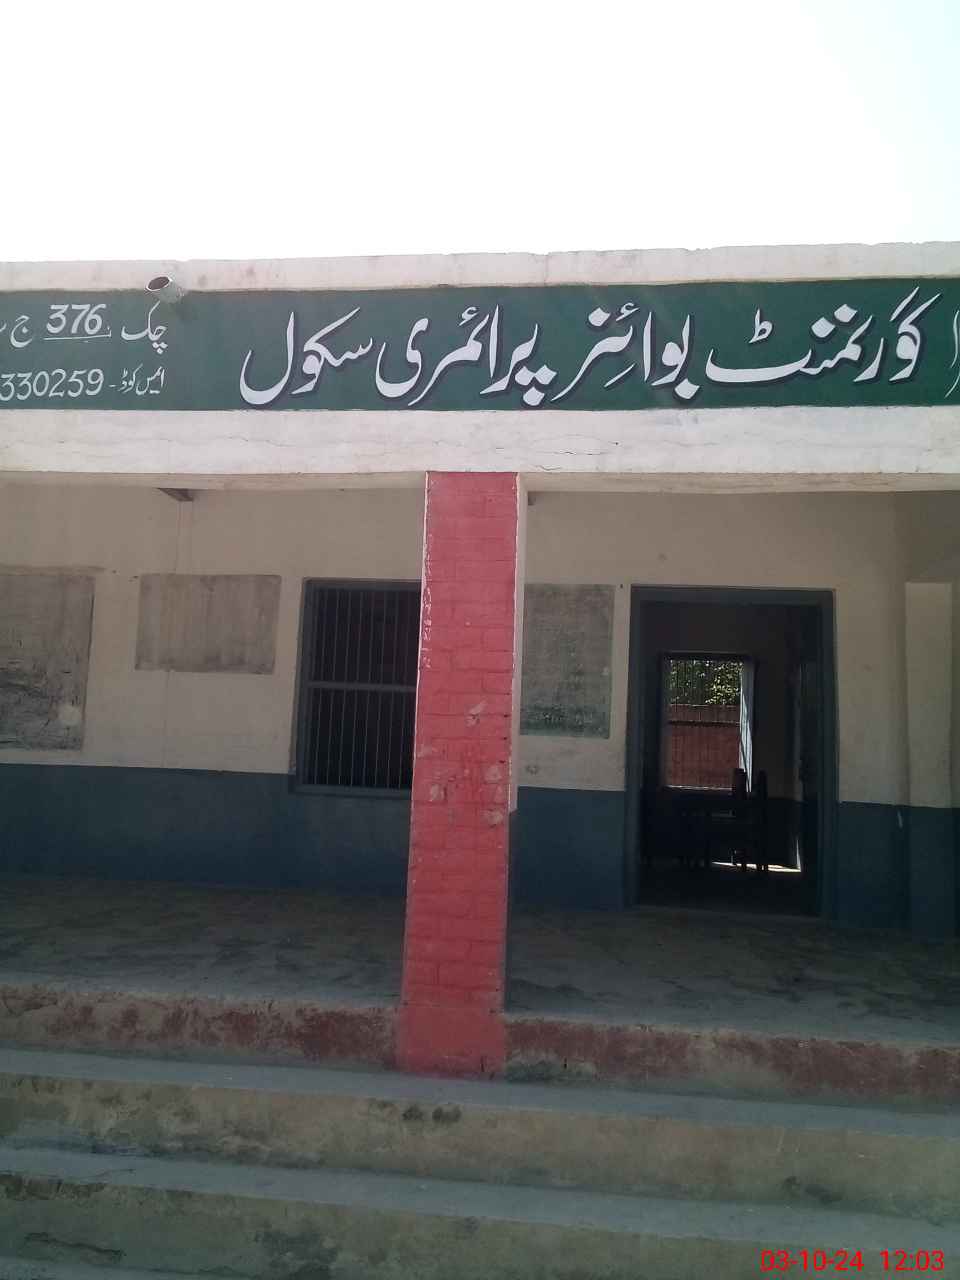 گورنمنٹ بوائز پرائمری سکول
چک 376 ج
ایس کوڈ- 330259
03-10-24 12:03